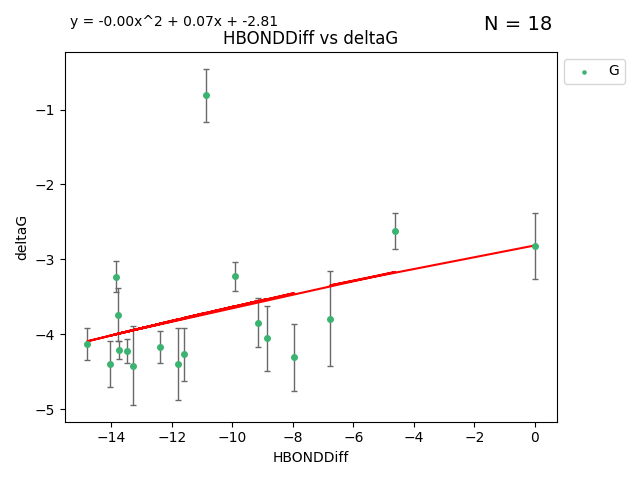 y = -0.00x^2 + 0.07x + -2.81
N = 18
HBONDDiff vs deltaG
G
deltaG
−1
−2
−3
−4
−5
−14
−12
−10
−8
−6
−4
−2
0
HBONDDiff